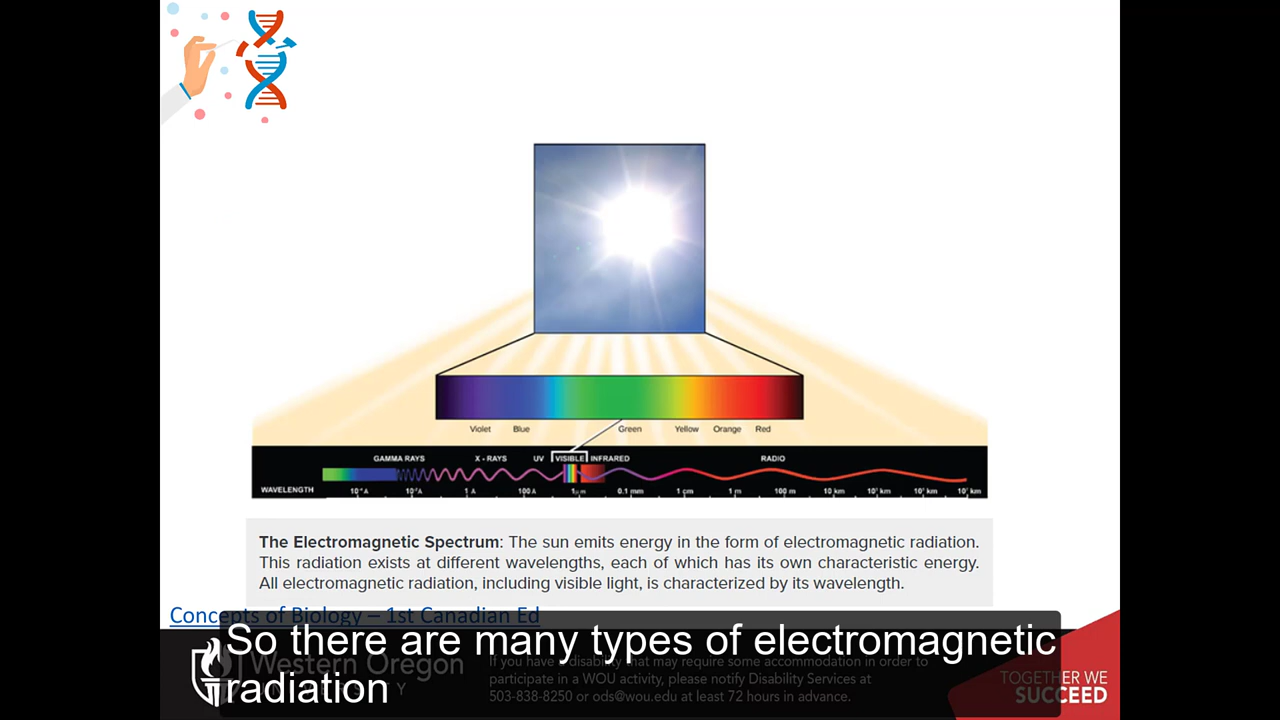 Violet Blue Green Yellow Orange Red
GAMMA RAYS X - RAYS UV VISIBLE INFRARED RADIO
WAVELENGTH 1 A 100 A 0.1 mm 1 cm 1 m 100 m 10 km
The Electromagnetic Spectrum: The sun emits energy in the form of electromagnetic radiation.
This radiation exists at different wavelengths, each of which has its own characteristic energy.
All electromagnetic radiation, including visible light, is characterized by its wavelength.
Concepts of Biology – 1st Canadian Ed
So there are many types of electromagnetic
radiation
Western Oregon
If you have a disability that may require some accommodation in order to
participate in a WOU activity, please notify Disability Services at
503-838-8250 or ods@wou.edu at least 72 hours in advance.
TOGETHER WE
SUCCEED